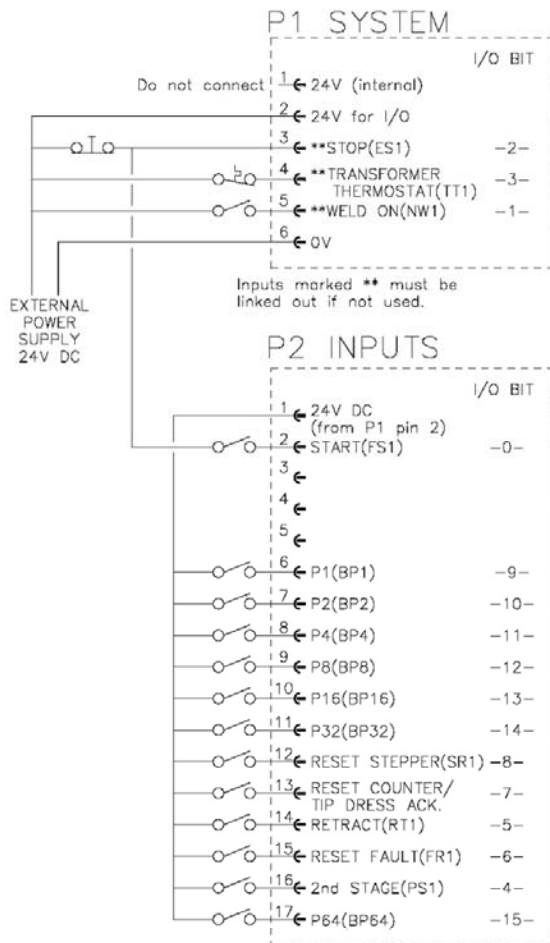 P1 SYSTEM
I/O BIT
Do not connect 1 24V (internal)
2 24V for I/O
3 **STOP(ES1) -2-
4 **TRANSFORMER -3-
THERMOSTAT(TT1)
5 **WELD ON(NW1) -1-
6 0V
Inputs marked ** must be
linked out if not used.
EXTERNAL
POWER
SUPPLY
24V DC
P2 INPUTS
I/O BIT
1 24V DC
(from P1 pin 2)
2 START(FS1) -0-
3
4
5
6 P1(BP1) -9-
7 P2(BP2) -10-
8 P4(BP4) -11-
9 P8(BP8) -12-
10 P16(BP16) -13-
11 P32(BP32) -14-
12 RESET STEPPER(SR1) -8-
13 RESET COUNTER/ -7-
TIP DRESS ACK.
14 RETRACT(RT1) -5-
15 RESET FAULT(FR1) -6-
16 2nd STAGE(PS1) -4-
17 P64(BP64) -15-